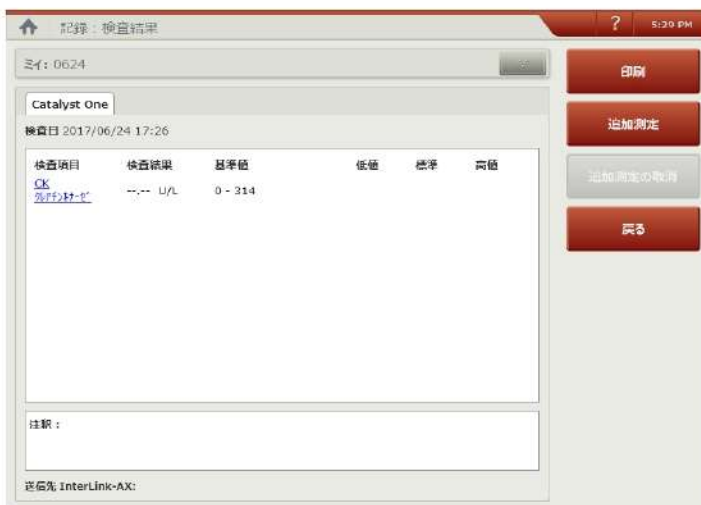 記録：検査結果
?
5:29 PM
ミイ: 0624
印刷
Catalyst One
追加測定
検査日 2017/06/24 17:26
検査項目 検査結果 基準値 低値 標準 高値
追加測定の取消
CK --.-- U/L 0 - 314
クレアチンキナーゼ
戻る
注釈：
送信先 InterLink-AX: